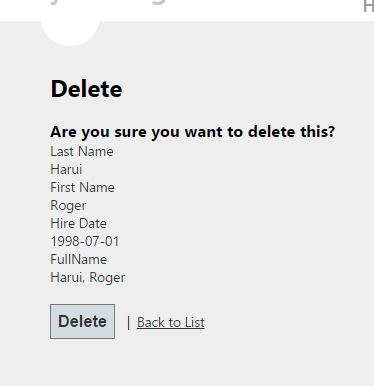 Delete
Are you sure you want to delete this?
Last Name
Harui
First Name
Roger
Hire Date
1998-07-01
FullName
Harui, Roger
Delete | Back to List